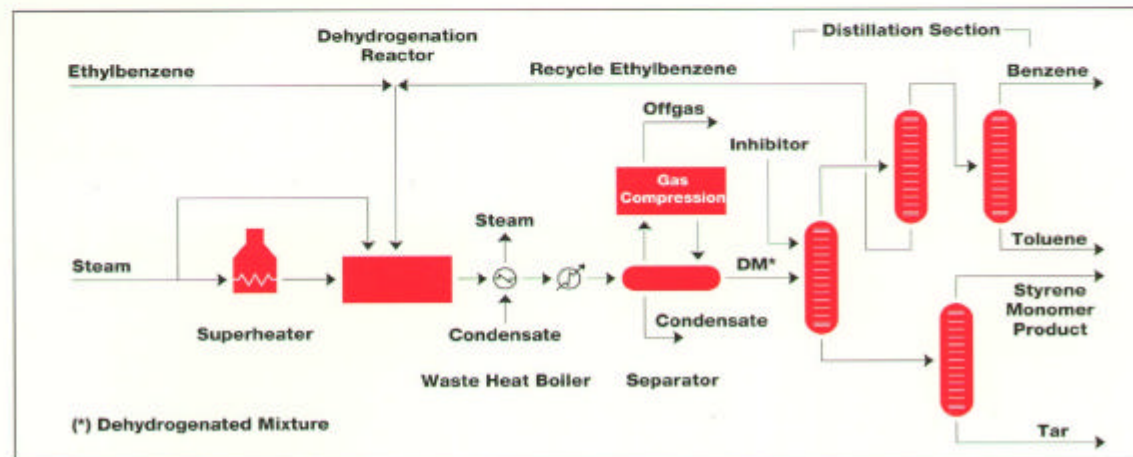 Distillation Section
Dehydrogenation
Reactor
Ethylbenzene
Recycle Ethylbenzene
Benzene
Offgas
Inhibitor
Gas
Compression
Steam
Steam
DM*
Toluene
Styrene
Monomer
Product
Superheater
Condensate
Condensate
Waste Heat Boiler
Separator
(*) Dehydrogenated Mixture
Tar